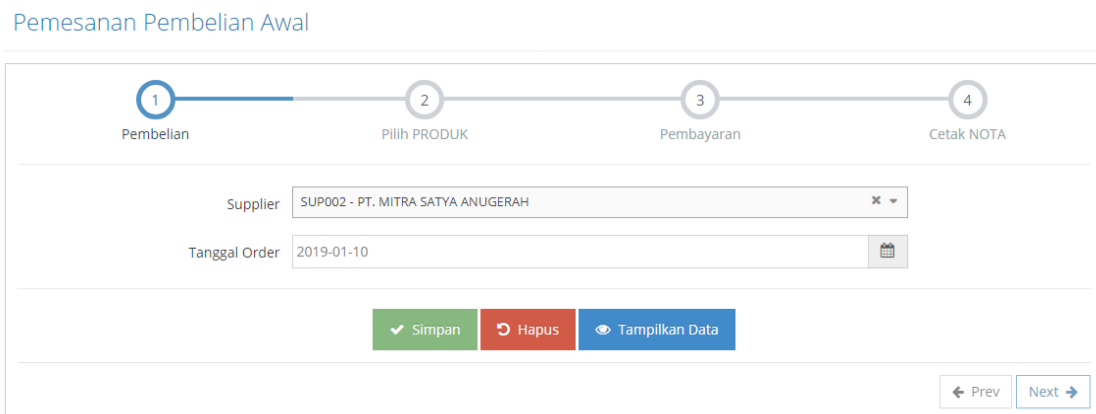 Pemesanan Pembelian Awal
1 2 3 4
Pembelian Pilih PRODUK Pembayaran Cetak NOTA
Supplier SUP002 - PT. MITRA SATYA ANUGERAH
Tanggal Order 2019-01-10
Simpan Hapus Tampilkan Data
Prev Next